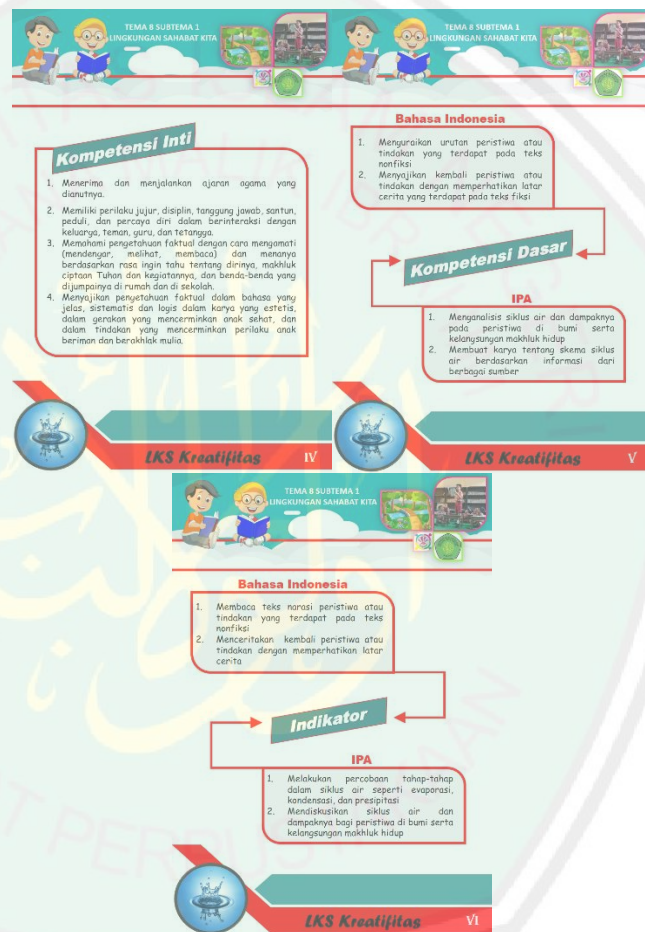 TEMA 8 SUBTEMA 1
LINGKUNGAN SAHABAT KITA
Kompetensi Inti
1. Menerima dan menjalankan ajaran agama yang
dianutnya.
2. Memiliki perilaku jujur, disiplin, tanggung jawab, santun,
peduli, dan percaya diri dalam berinteraksi dengan
keluarga, teman, guru, dan tetangga.
3. Memahami pengetahuan faktual dengan cara mengamati
(mendengar, melihat, membaca) dan menanya
berdasarkan rasa ingin tahu tentang dirinya, makhluk
ciptaan Tuhan dan kegiatannya, dan benda-benda yang
dijumpainya di rumah dan di sekolah.
4. Menyajikan pengetahuan faktual dalam bahasa yang
jelas, sistematis dan logis dalam karya yang estetis,
dalam gerakan yang mencerminkan anak sehat, dan
dalam tindakan yang mencerminkan perilaku anak
beriman dan berakhlak mulia.
LKS Kreatifitas IV
TEMA 8 SUBTEMA 1
LINGKUNGAN SAHABAT KITA
Bahasa Indonesia
1. Menguraikan urutan peristiwa atau
tindakan yang terdapat pada teks
nonfiksi
2. Menyajikan kembali peristiwa atau
tindakan dengan memperhatikan latar
cerita yang terdapat pada teks fiksi
Kompetensi Dasar
IPA
1. Menganalisis siklus air dan dampaknya
pada peristiwa di bumi serta
kelangsungan makhluk hidup
2. Membuat karya tentang skema siklus
air berdasarkan informasi dari
berbagai sumber
LKS Kreatifitas V
TEMA 8 SUBTEMA 1
LINGKUNGAN SAHABAT KITA
Bahasa Indonesia
1. Membaca teks narasi peristiwa atau
tindakan yang terdapat pada teks
nonfiksi
2. Menceritakan kembali peristiwa atau
tindakan dengan memperhatikan latar
cerita
Indikator
IPA
1. Melakukan percobaan tahap-tahap
dalam siklus air seperti evaporasi,
kondensasi, dan presipitasi
2. Mendiskusikan siklus air dan
dampaknya bagi peristiwa di bumi serta
kelangsungan makhluk hidup
LKS Kreatifitas VI